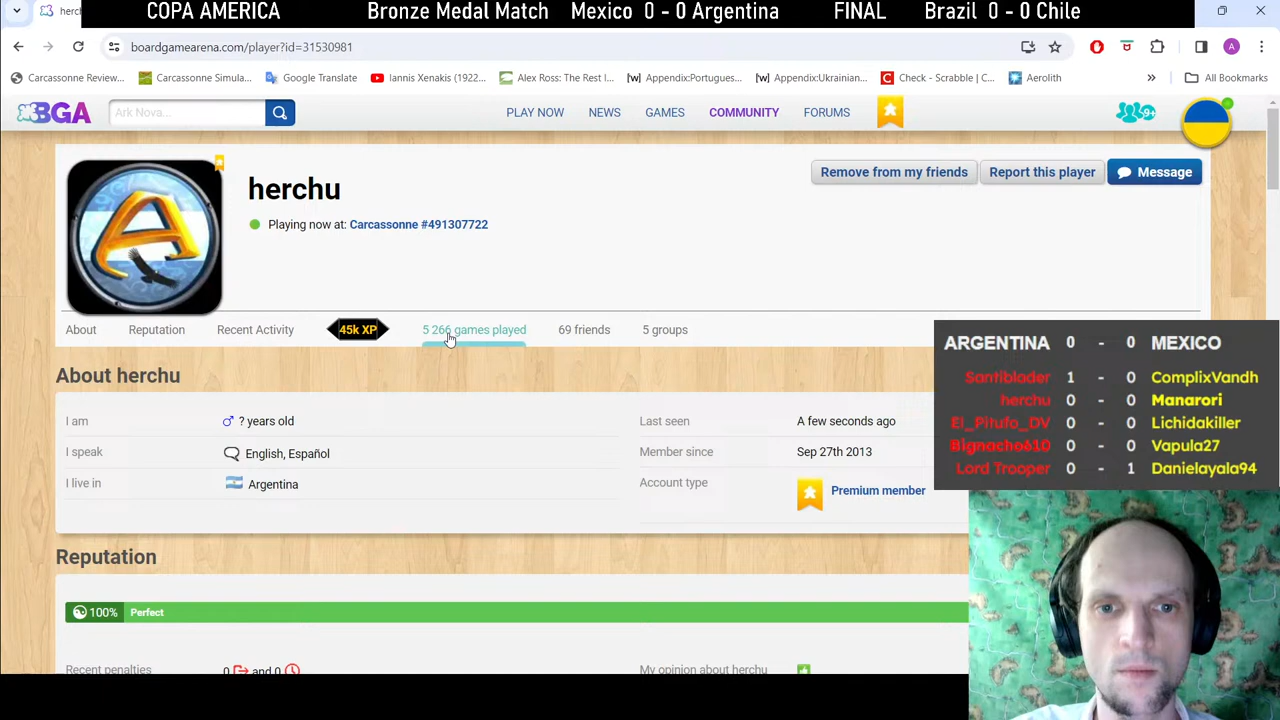 COPA AMERICA Bronze Medal Match Mexico 0 - 0 Argentina FINAL Brazil 0 - 0 Chile
herc
boardgamearena.com/player?id=31530981 A
Carcassonne Review... Carcassonne Simula... Google Translate Iannis Xenakis (1922... Alex Ross: The Rest I... [w] Appendix:Portugues... [w] Appendix:Ukrainian... Check - Scrabble | C... Aerolith » All Bookmarks
BGA Ark Nova... PLAY NOW NEWS GAMES COMMUNITY FORUMS 9+
herchu
Remove from my friends Report this player Message
Playing now at: Carcassonne #491307722
About Reputation Recent Activity 45k XP 5 266 games played 69 friends 5 groups
About herchu
I am ♂ ? years old Last seen A few seconds ago
I speak English, Español Member since Sep 27th 2013
I live in Argentina Account type Premium member
ARGENTINA 0 - 0 MEXICO
Santiblader 1 - 0 ComplixVandh
herchu 0 - 0 Manarori
El_Pitufo_DV 0 - 0 Lichidakiller
Bignacho610 0 - 0 Vapula27
Lord Trooper 0 - 1 Danielayala94
Reputation
100% Perfect
Recent penalties 0 and 0 My opinion about herchu